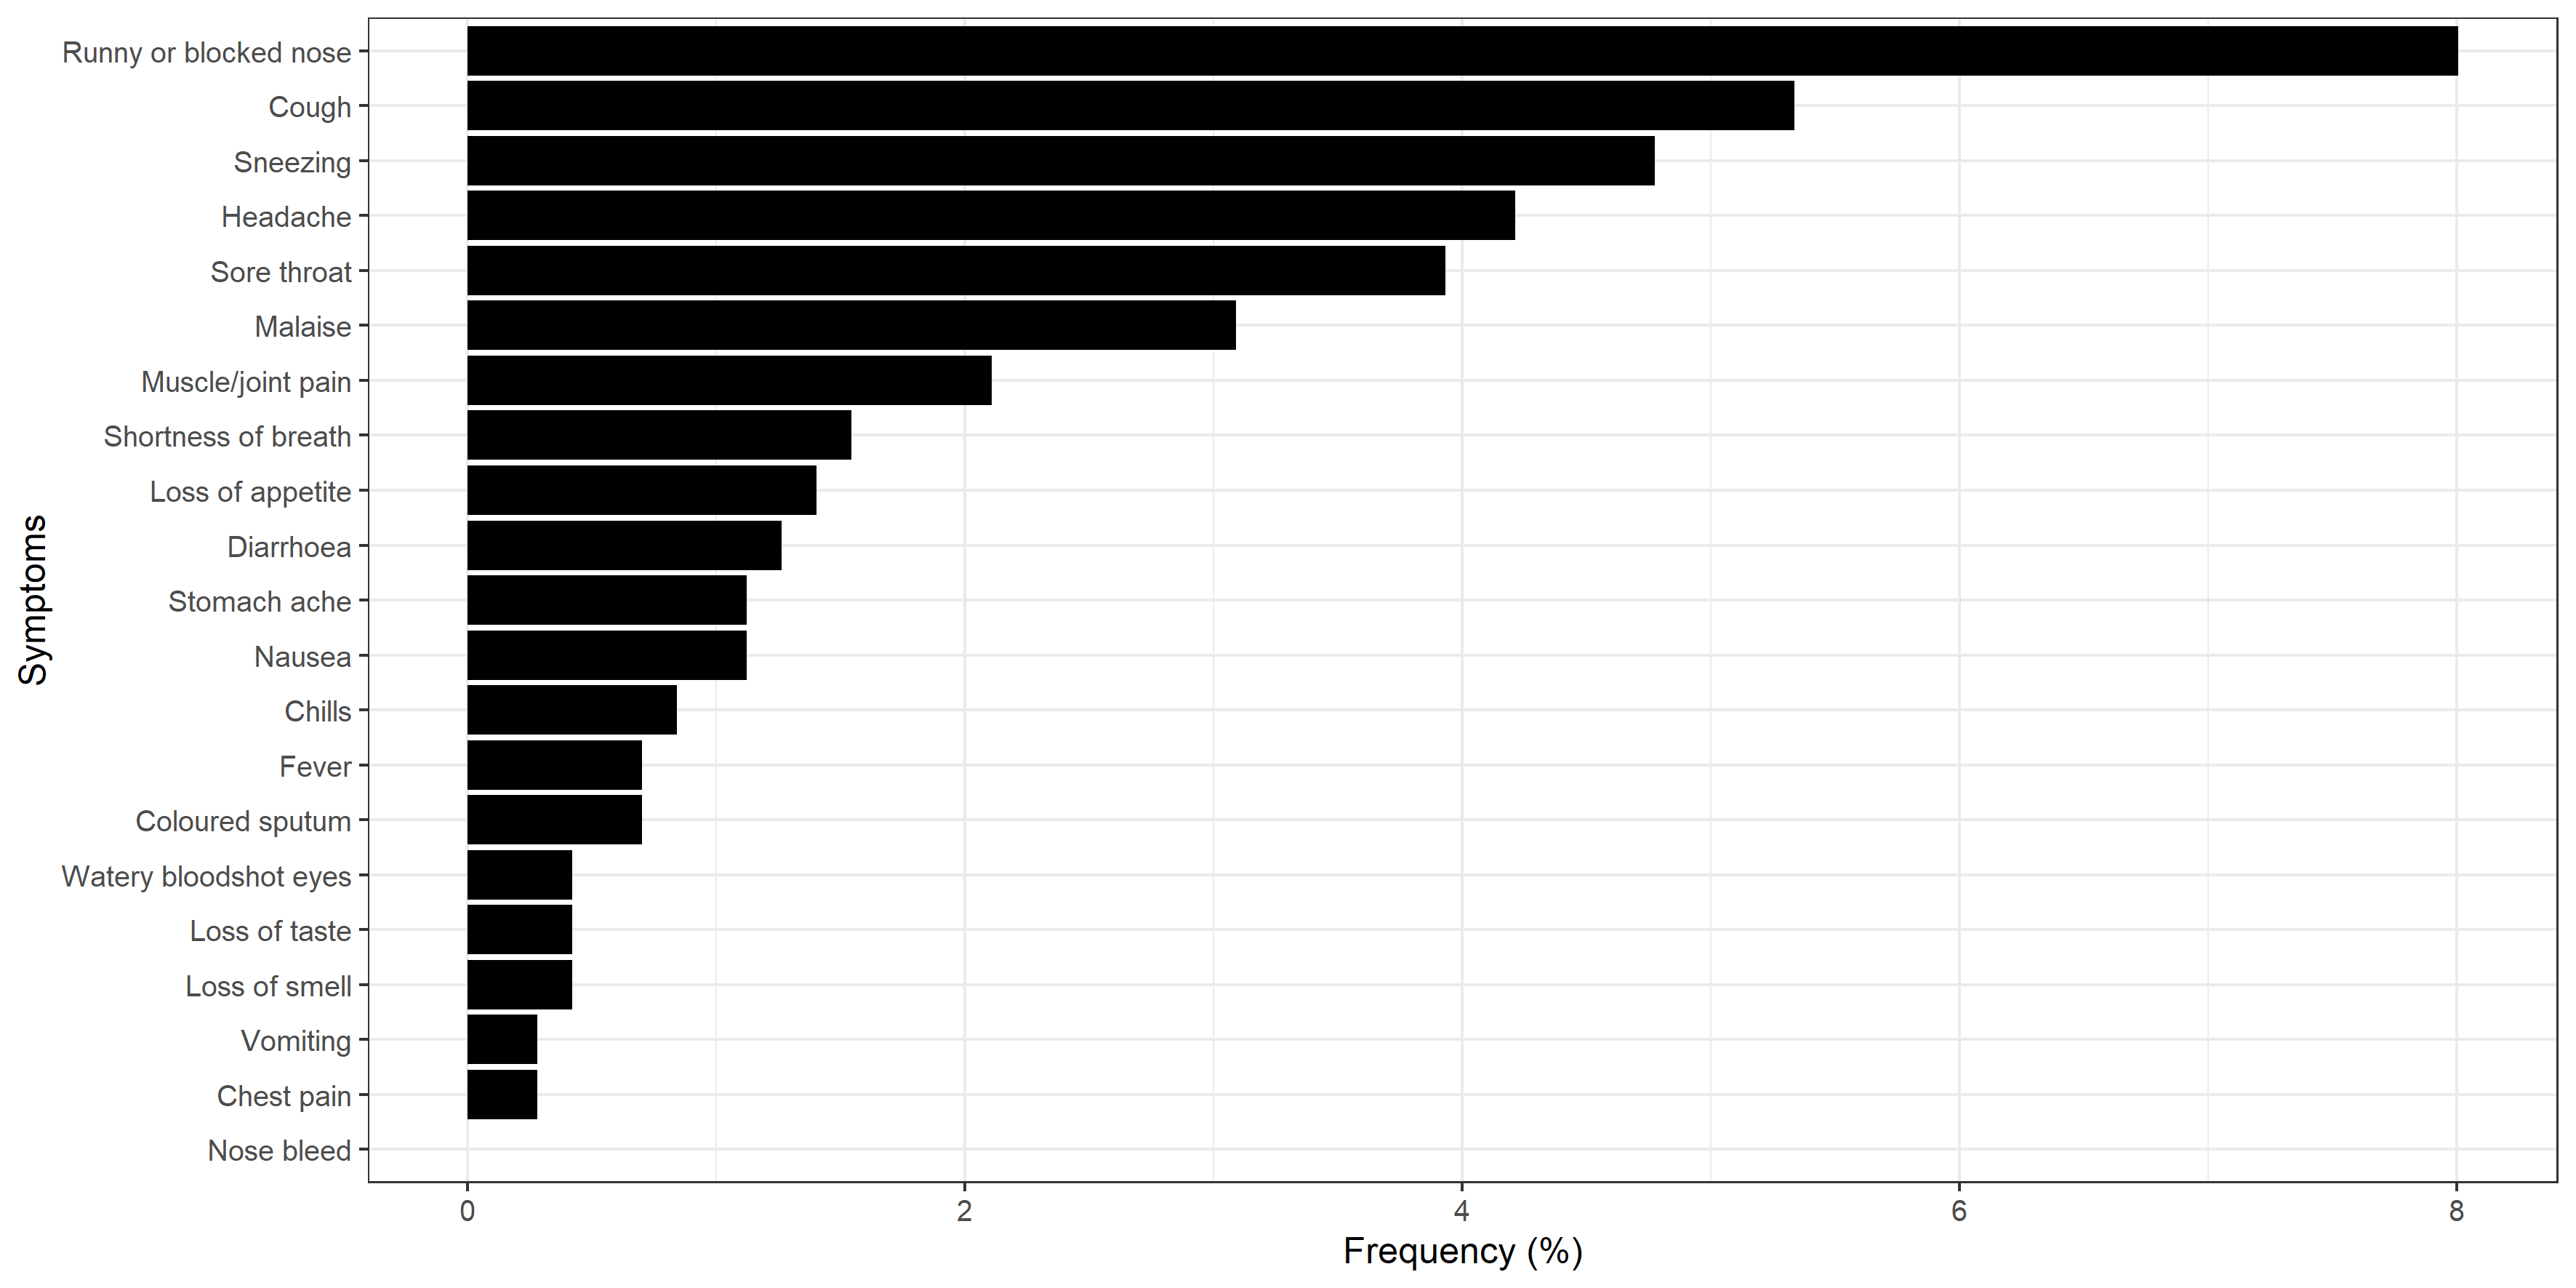 Runny or blocked nose
Cough
Sneezing
Headache
Sore throat
Malaise
Muscle/joint pain
Shortness of breath
Loss of appetite
Diarrhoea
Stomach ache
Nausea
Chills
Fever
Coloured sputum
Watery bloodshot eyes
Loss of taste
Loss of smell
Vomiting
Chest pain
Nose bleed
Symptoms
0 2 4 6 8
Frequency (%)